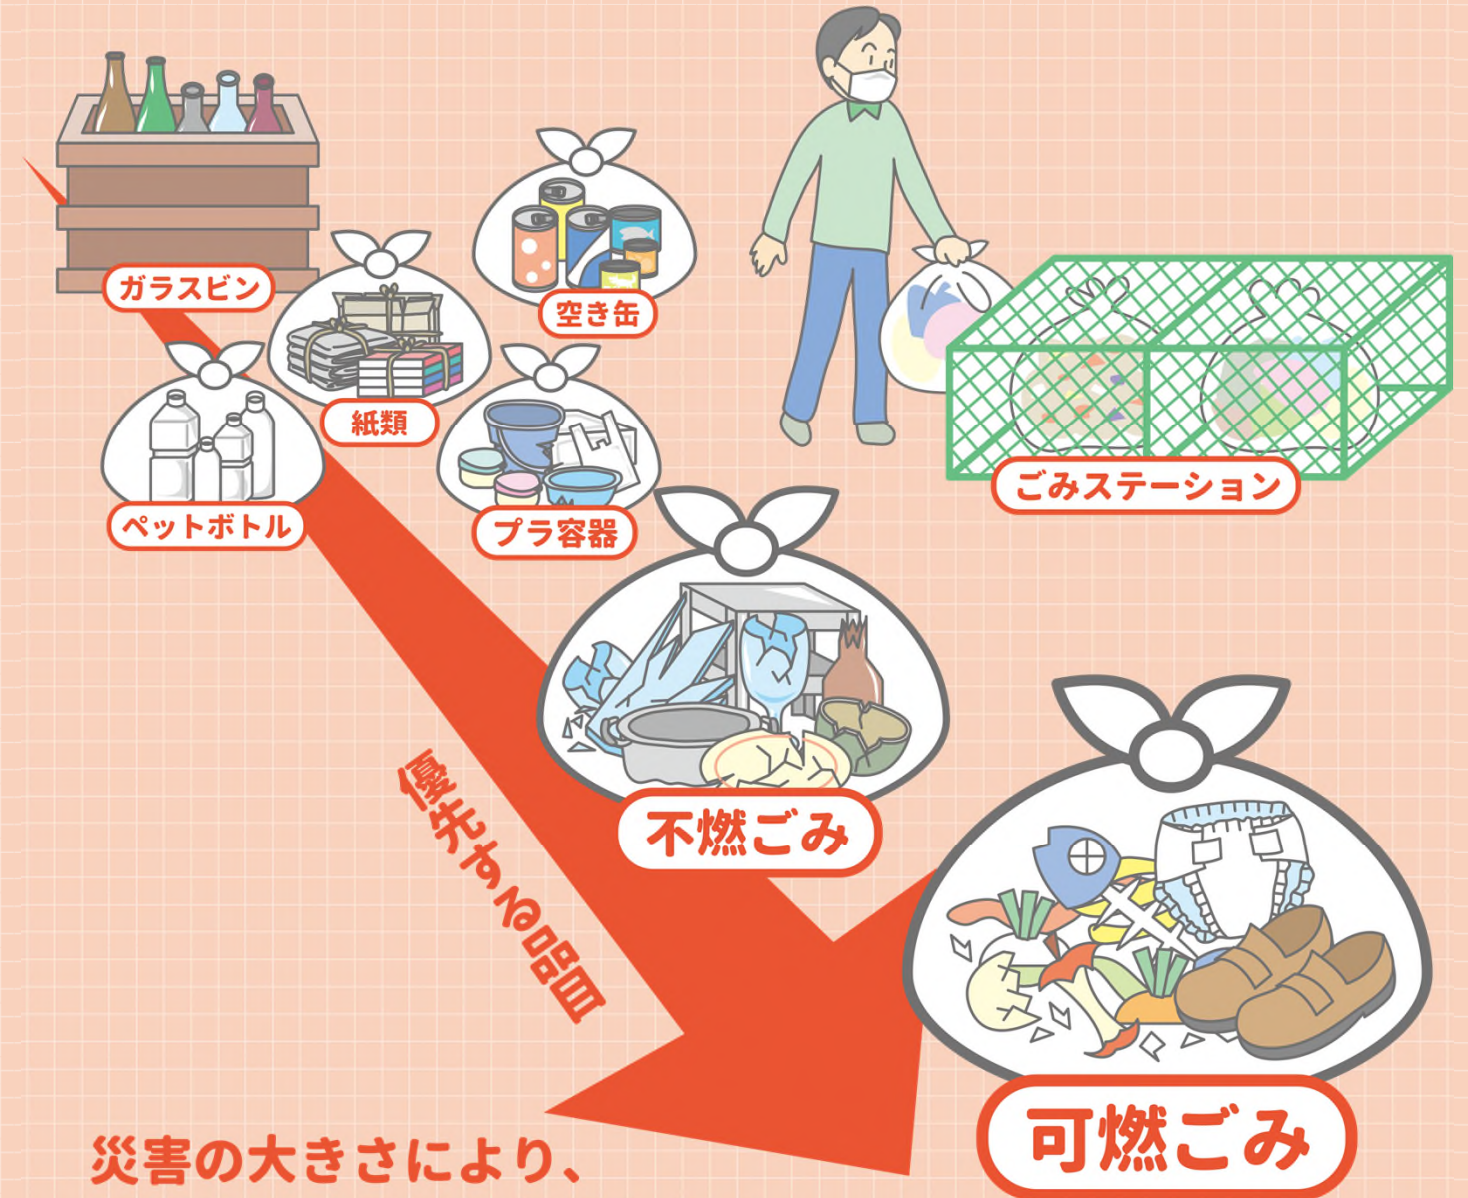 ガラスビン
空き缶
紙類
ペットボトル
プラ容器
ごみステーション
不燃ごみ
優先する品目
可燃ごみ
災害の大きさにより、